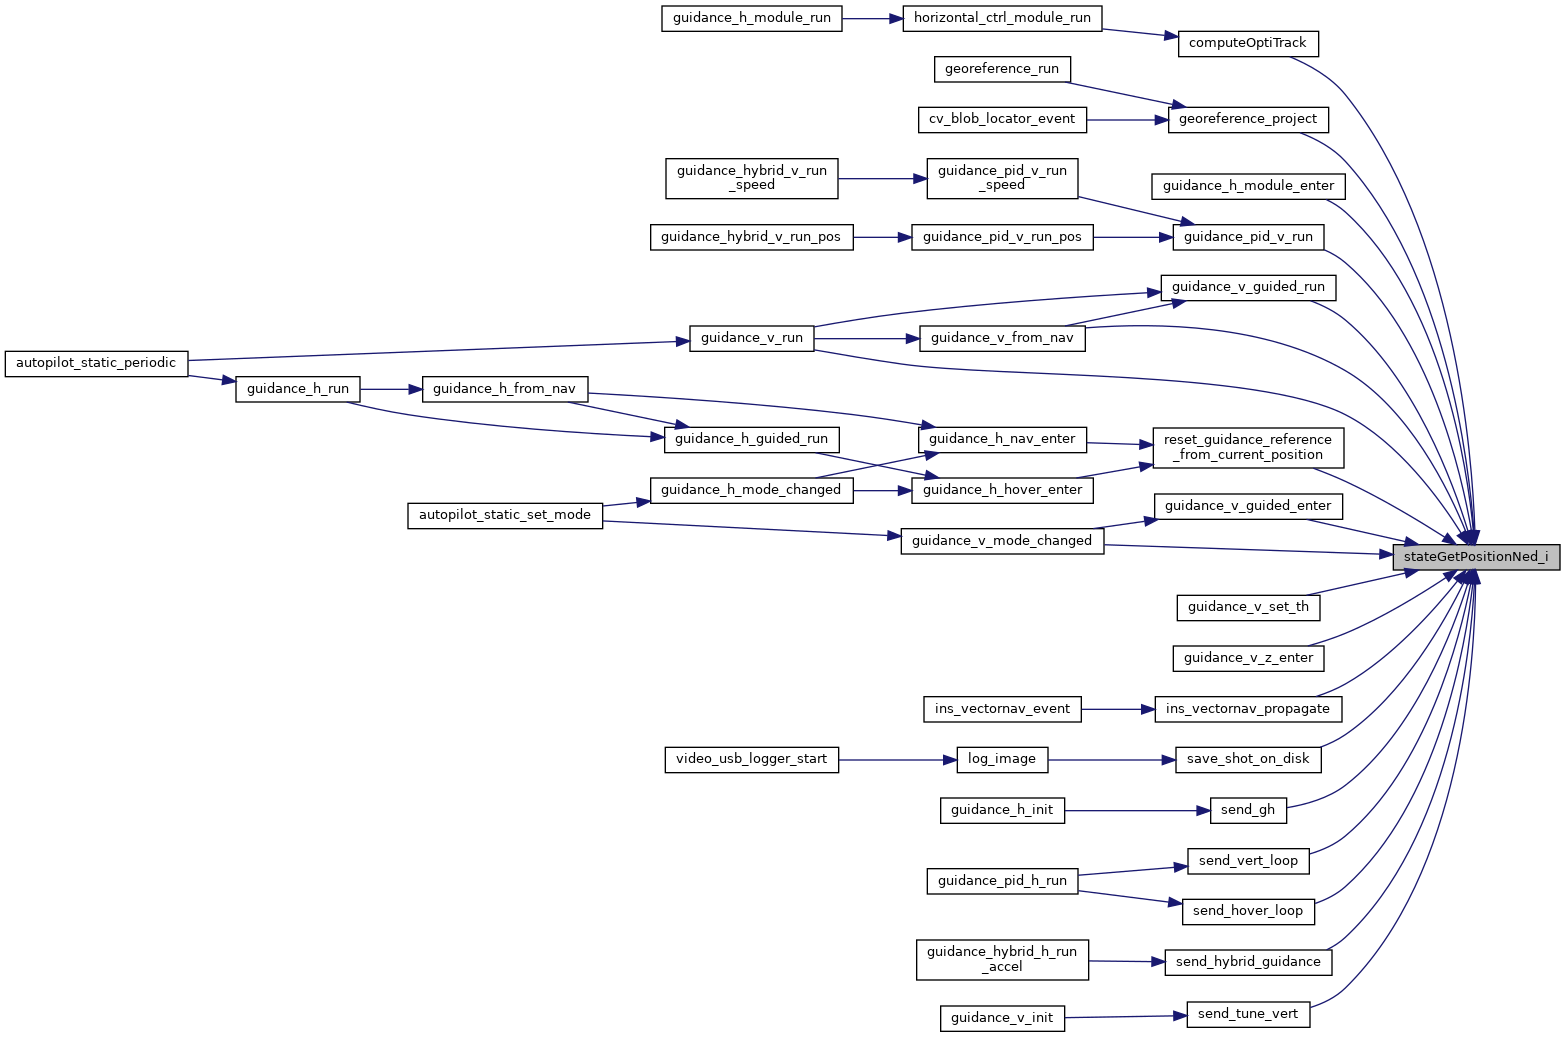 guidance_h_module_run
horizontal_ctrl_module_run
computeOptiTrack
georeference_run
cv_blob_locator_event
georeference_project
guidance_hybrid_v_run
_speed
guidance_pid_v_run
_speed
guidance_h_module_enter
guidance_hybrid_v_run_pos
guidance_pid_v_run_pos
guidance_pid_v_run
guidance_v_guided_run
guidance_v_run
guidance_v_from_nav
autopilot_static_periodic
guidance_h_run
guidance_h_from_nav
guidance_h_guided_run
guidance_h_nav_enter
reset_guidance_reference
_from_current_position
guidance_h_mode_changed
guidance_h_hover_enter
autopilot_static_set_mode
guidance_v_guided_enter
guidance_v_mode_changed
stateGetPositionNed_i
guidance_v_set_th
guidance_v_z_enter
ins_vectornav_event
ins_vectornav_propagate
video_usb_logger_start
log_image
save_shot_on_disk
guidance_h_init
send_gh
send_vert_loop
guidance_pid_h_run
send_hover_loop
guidance_hybrid_h_run
_accel
send_hybrid_guidance
guidance_v_init
send_tune_vert